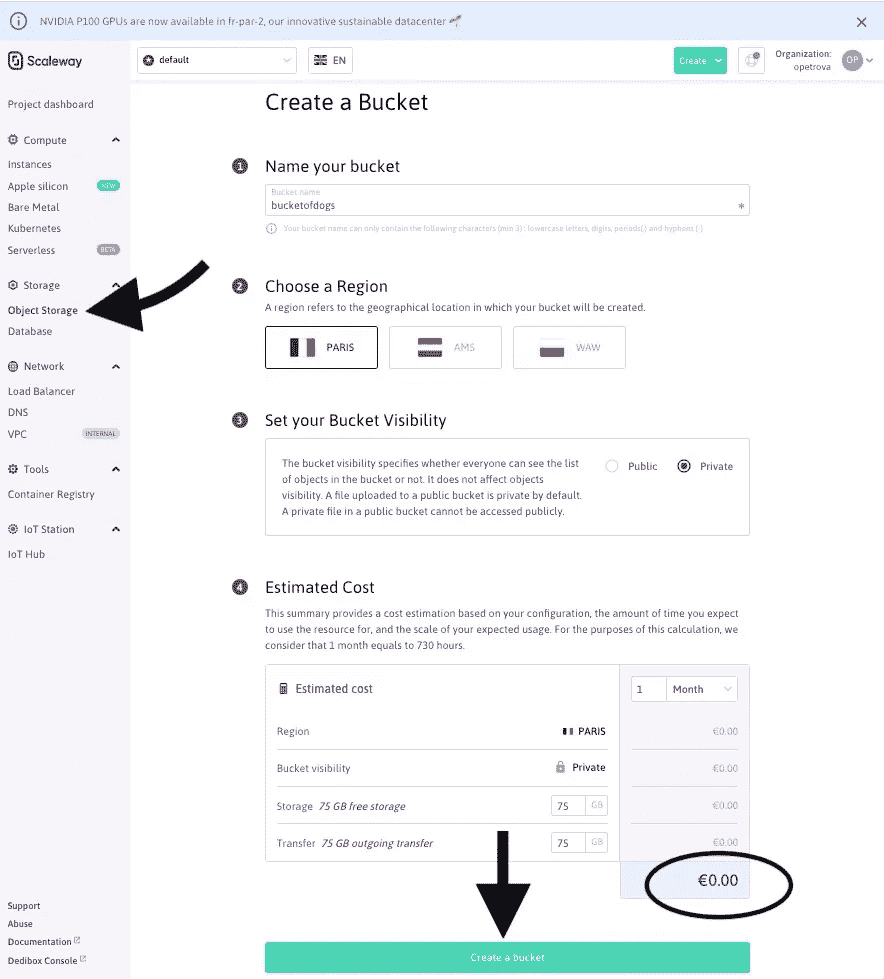 NVIDIA P100 GPUs are now available in fr-par-2, our innovative sustainable datacenter
Scaleway
default
EN
Create
Organization:
opetrova
OP
Project dashboard
Compute
Instances
Apple silicon NEW
Bare Metal
Kubernetes
Serverless BETA
Storage
Object Storage
Database
Network
Load Balancer
DNS
VPC INTERNAL
Tools
Container Registry
IoT Station
IoT Hub
Support
Abuse
Documentation
Dedibox Console
Create a Bucket
1 Name your bucket
Bucket name
bucketofdogs *
Your bucket name can only contain the following characters (min 3) : lowercase letters, digits, periods(.) and hyphens (-)
2 Choose a Region
A region refers to the geographical location in which your bucket will be created.
PARIS AMS WAW
3 Set your Bucket Visibility
The bucket visibility specifies whether everyone can see the list
of objects in the bucket or not. It does not affect objects
visibility. A file uploaded to a public bucket is private by default.
A private file in a public bucket cannot be accessed publicly.
Public Private
4 Estimated Cost
This summary provides a cost estimation based on your configuration, the amount of time you expect
to use the resource for, and the scale of your expected usage. For the purposes of this calculation, we
consider that 1 month equals to 730 hours.
Estimated cost 1 Month
Region PARIS €0.00
Bucket visibility Private €0.00
Storage 75 GB free storage 75 GB €0.00
Transfer 75 GB outgoing transfer 75 GB €0.00
€0.00
Create a bucket